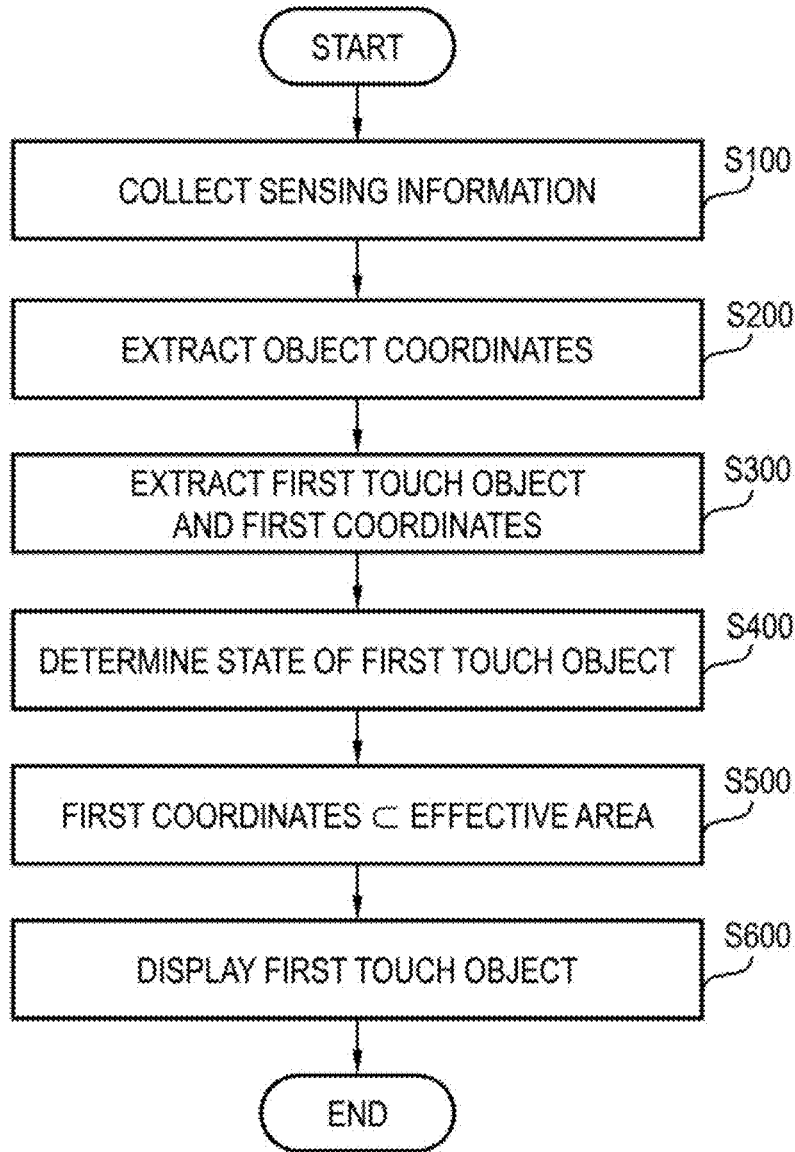 START
COLLECT SENSING INFORMATION
S100
EXTRACT OBJECT COORDINATES
S200
EXTRACT FIRST TOUCH OBJECT
AND FIRST COORDINATES
S300
DETERMINE STATE OF FIRST TOUCH OBJECT
S400
FIRST COORDINATES ⊂ EFFECTIVE AREA
S500
DISPLAY FIRST TOUCH OBJECT
S600
END